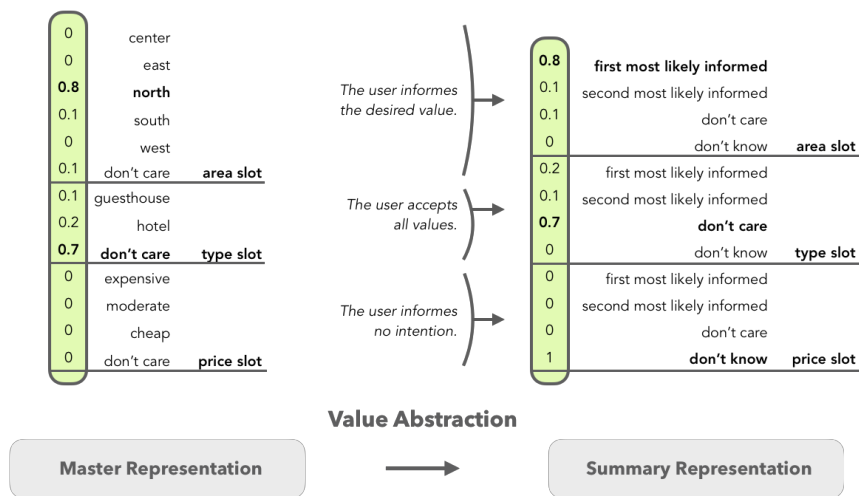 0 center
0 east
0.8 north
0.1 south
0 west
0.1 don't care area slot
0.1 guesthouse
0.2 hotel
0.7 don't care type slot
0 expensive
0 moderate
0 cheap
0 don't care price slot
The user informes
the desired value.
The user accepts
all values.
The user informes
no intention.
0.8 first most likely informed
0.1 second most likely informed
0.1 don't care
0 don't know area slot
0.2 first most likely informed
0.1 second most likely informed
0.7 don't care
0 don't know type slot
0 first most likely informed
0 second most likely informed
0 don't care
1 don't know price slot
Value Abstraction
Master Representation
Summary Representation